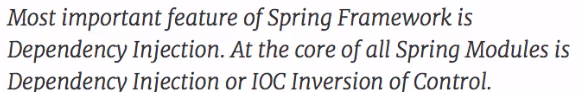 Most important feature of Spring Framework is
Dependency Injection. At the core of all Spring Modules is
Dependency Injection or IOC Inversion of Control.